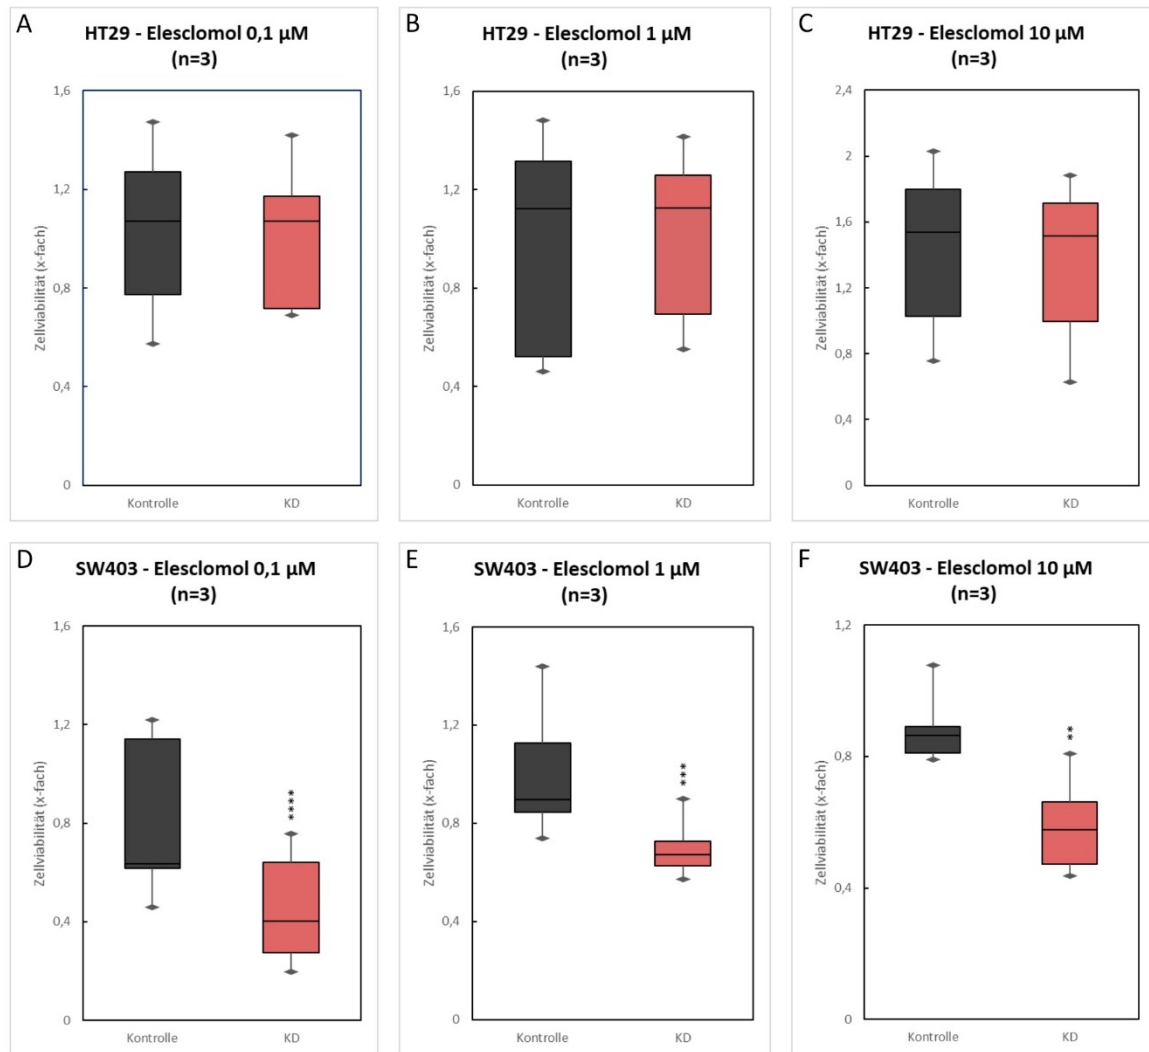 A
HT29 - Elesclomol 0,1 µM
(n=3)
Zellviabilität (x-fach)
1,6
1,2
0,8
0,4
0
Kontrolle
KD
B
HT29 - Elesclomol 1 µM
(n=3)
Zellviabilität (x-fach)
1,6
1,2
0,8
0,4
0
Kontrolle
KD
C
HT29 - Elesclomol 10 µM
(n=3)
Zellviabilität (x-fach)
2,4
2
1,6
1,2
0,8
0,4
0
Kontrolle
KD
D
SW403 - Elesclomol 0,1 µM
(n=3)
Zellviabilität (x-fach)
1,6
1,2
0,8
0,4
0
****
Kontrolle
KD
E
SW403 - Elesclomol 1 µM
(n=3)
Zellviabilität (x-fach)
1,6
1,2
0,8
0,4
0
***
Kontrolle
KD
F
SW403 - Elesclomol 10 µM
(n=3)
Zellviabilität (x-fach)
1,2
0,8
0,4
0
**
Kontrolle
KD